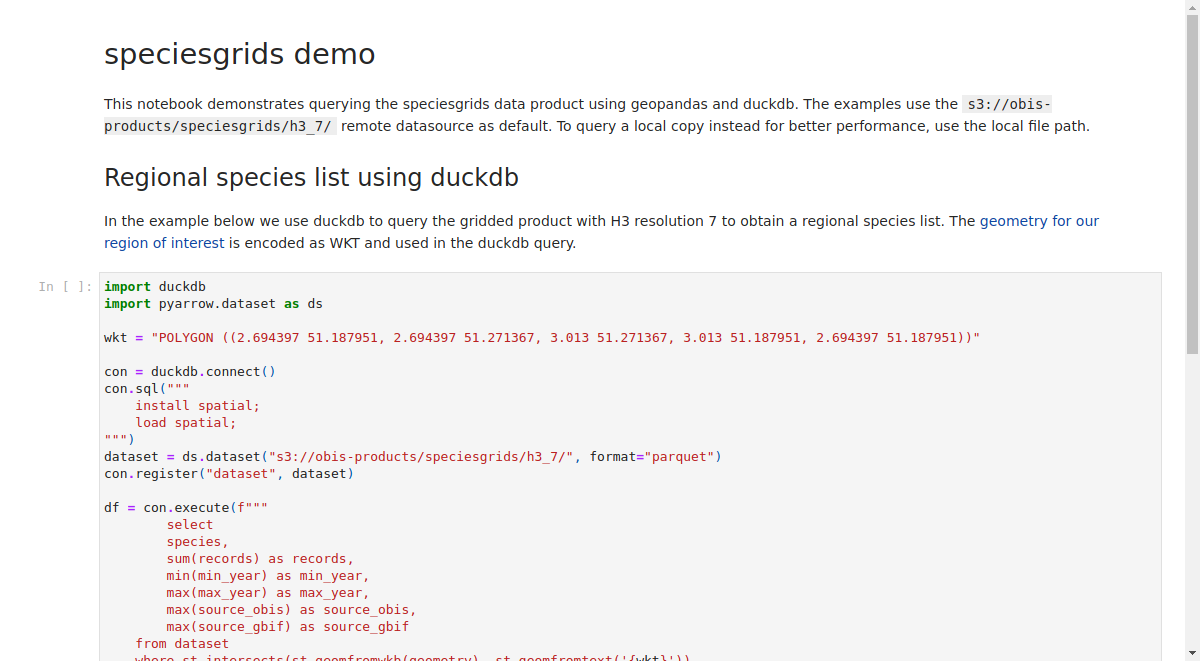 speciesgrids demo
This notebook demonstrates querying the speciesgrids data product using geopandas and duckdb. The examples use the s3://obis-
products/speciesgrids/h3_7/ remote datasource as default. To query a local copy instead for better performance, use the local file path.
Regional species list using duckdb
In the example below we use duckdb to query the gridded product with H3 resolution 7 to obtain a regional species list. The geometry for our
region of interest is encoded as WKT and used in the duckdb query.
In [ ]:
import duckdb
import pyarrow.dataset as ds
wkt = "POLYGON ((2.694397 51.187951, 2.694397 51.271367, 3.013 51.271367, 3.013 51.187951, 2.694397 51.187951))"
con = duckdb.connect()
con.sql("""
    install spatial;
    load spatial;
""")
dataset = ds.dataset("s3://obis-products/speciesgrids/h3_7/", format="parquet")
con.register("dataset", dataset)
df = con.execute(f"""
        select
        species,
        sum(records) as records,
        min(min_year) as min_year,
        max(max_year) as max_year,
        max(source_obis) as source_obis,
        max(source_gbif) as source_gbif
    from dataset
    where st_intersects(st_geomfromwkb(geometry), st_geomfromtext('{wkt}'))